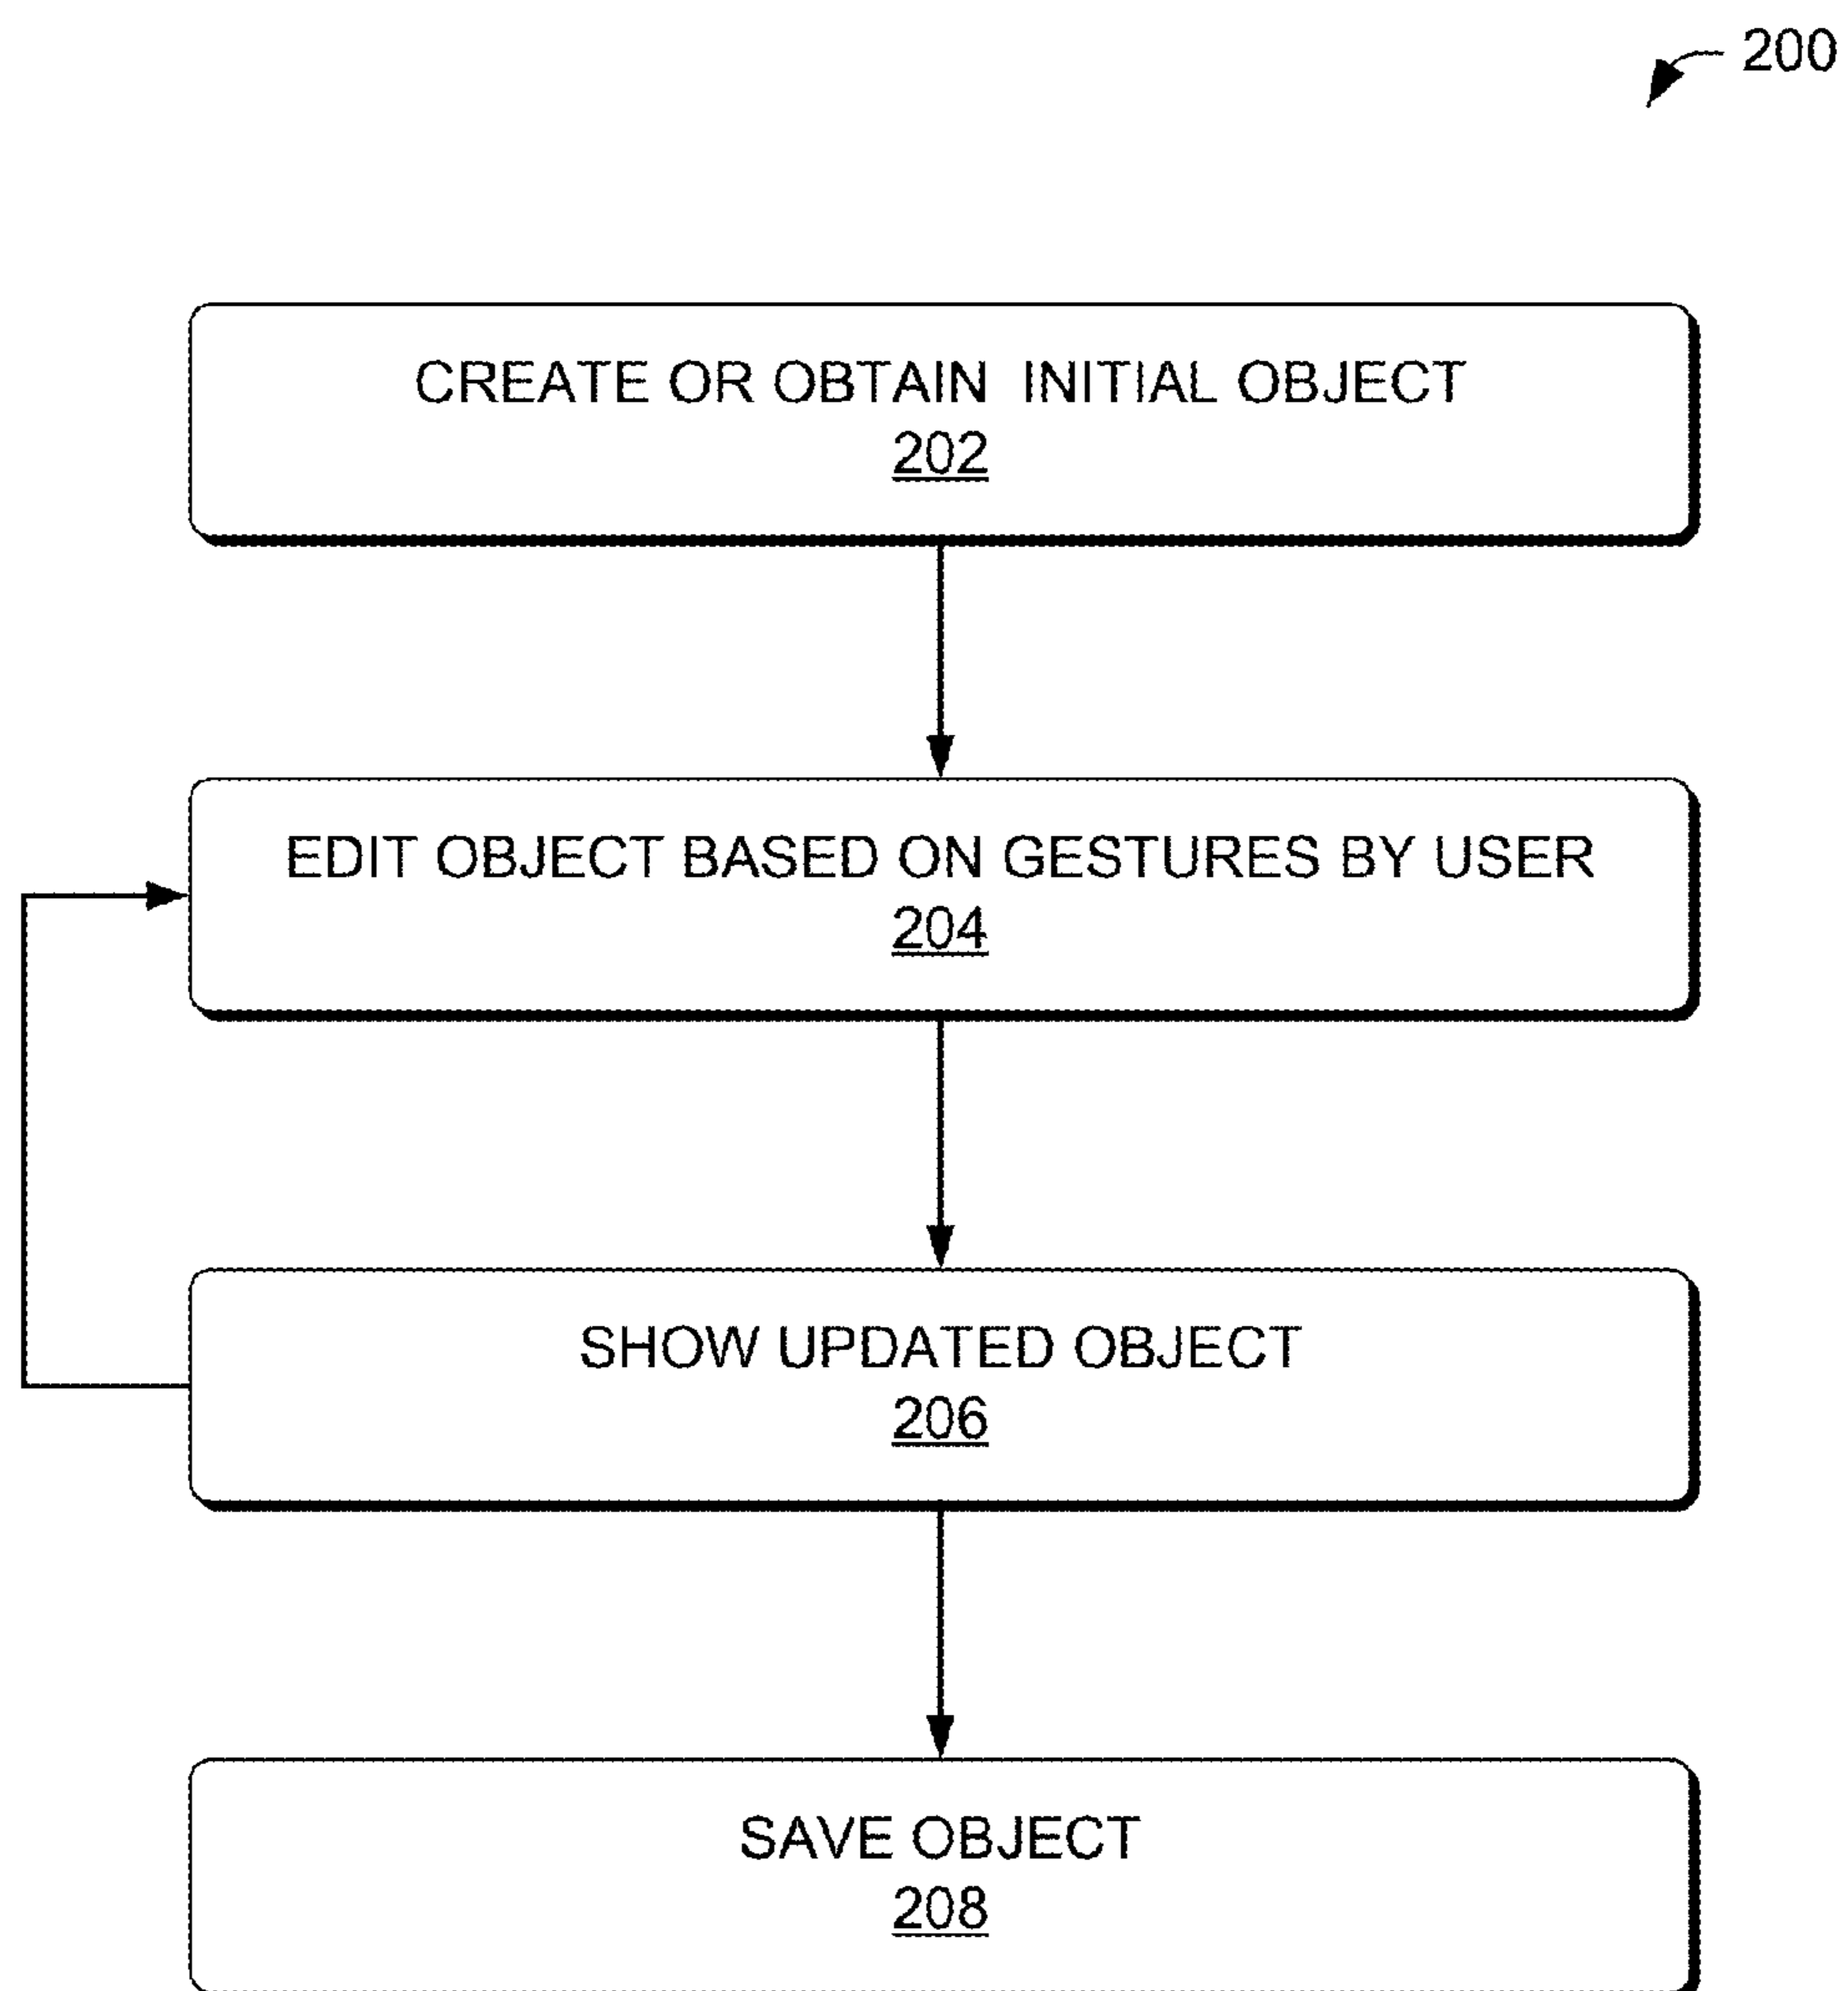 200
CREATE OR OBTAIN INITIAL OBJECT
202
EDIT OBJECT BASED ON GESTURES BY USER
204
SHOW UPDATED OBJECT
206
SAVE OBJECT
208